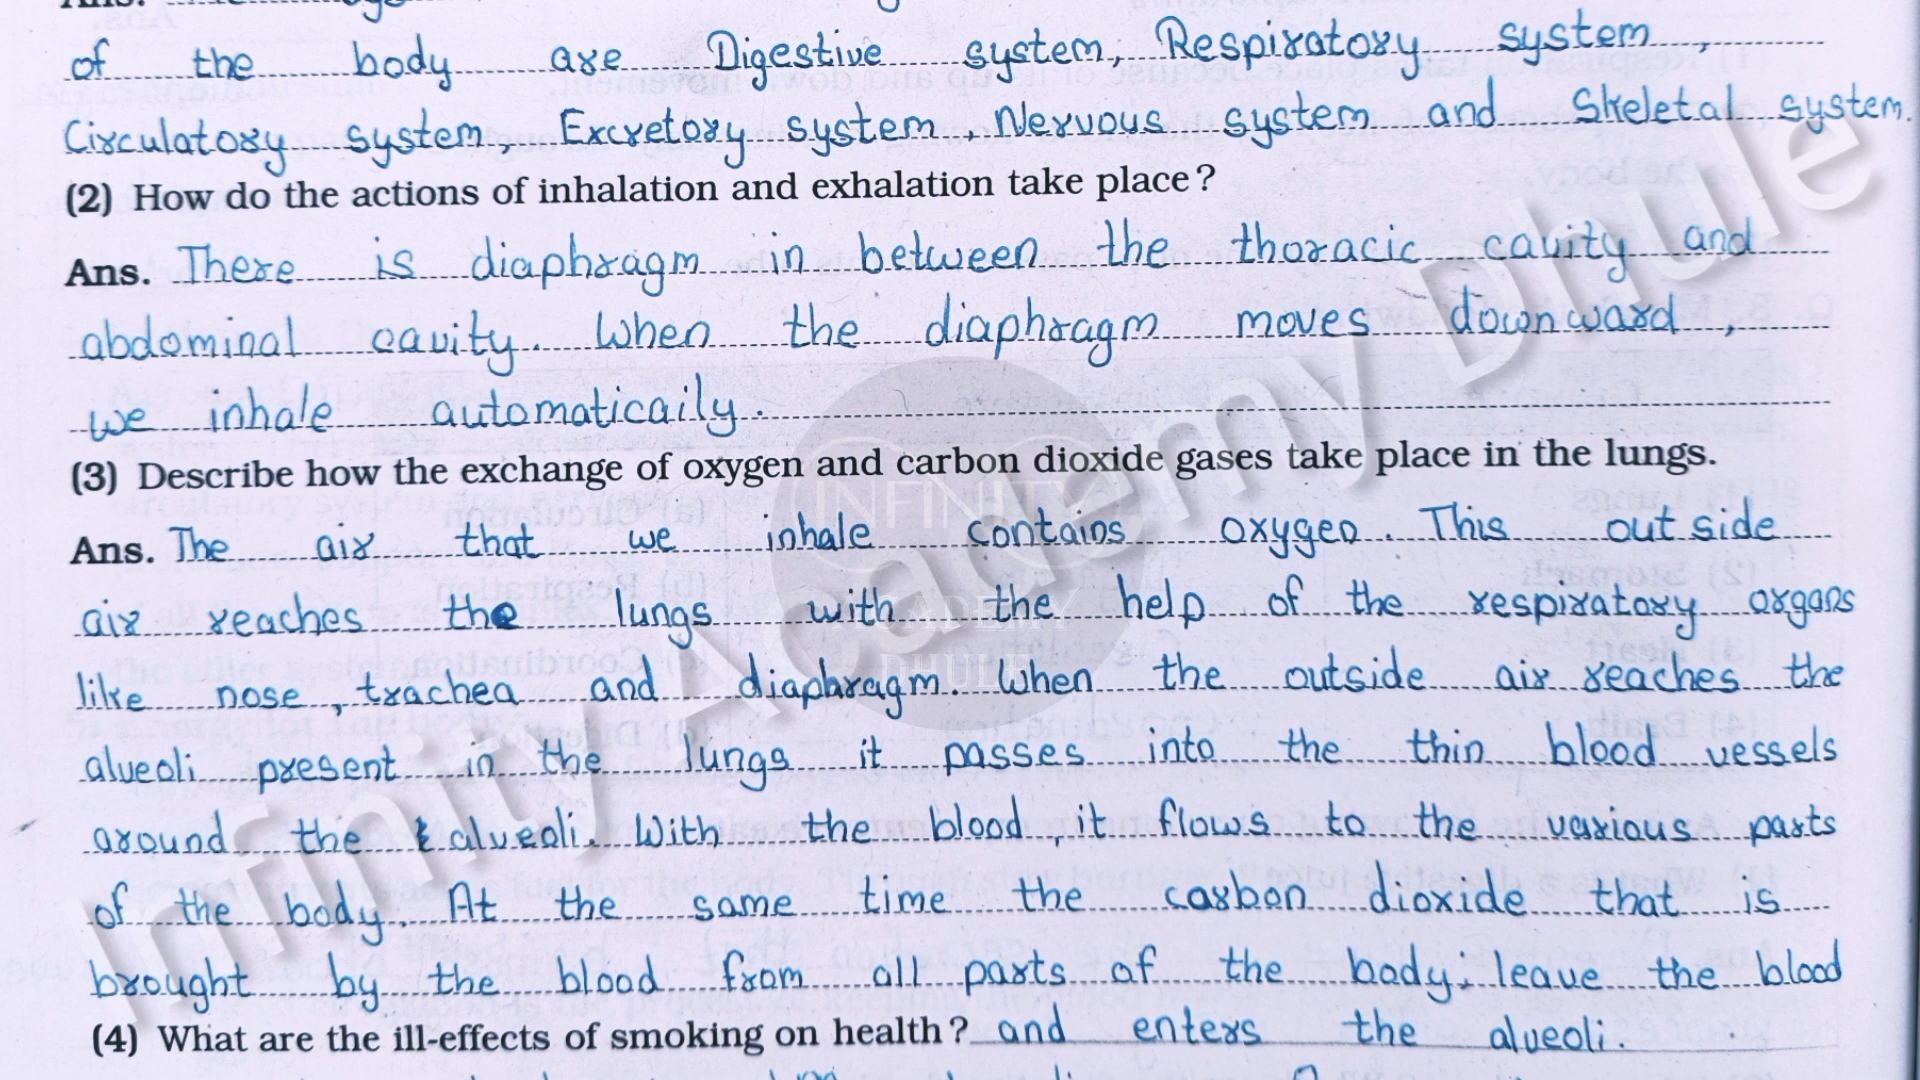 of the body are Digestive system, Respiratory system,
Circulatory system, Excretory system, Nervous system and Skeletal system.
(2) How do the actions of inhalation and exhalation take place?
Ans. There is diaphragm in between the thoracic cavity and
abdominal cavity. When the diaphragm moves downward,
we inhale automaticaily.
(3) Describe how the exchange of oxygen and carbon dioxide gases take place in the lungs.
Ans. The air that we inhale contains oxygen. This out side
air reaches the lungs with the help of the respiratory organs
like nose, trachea and diaphragm. When the outside air reaches the
alveoli present in the lungs it passes into the thin blood vessels
around the alveoli. With the blood, it flows to the various parts
of the body. At the same time the carbon dioxide that is
brought by the blood from all parts of the body, leave the blood
(4) What are the ill-effects of smoking on health? and enters the alveoli.
Infinity Academy Dhule
INFINITY
ACADEMY
DHULE